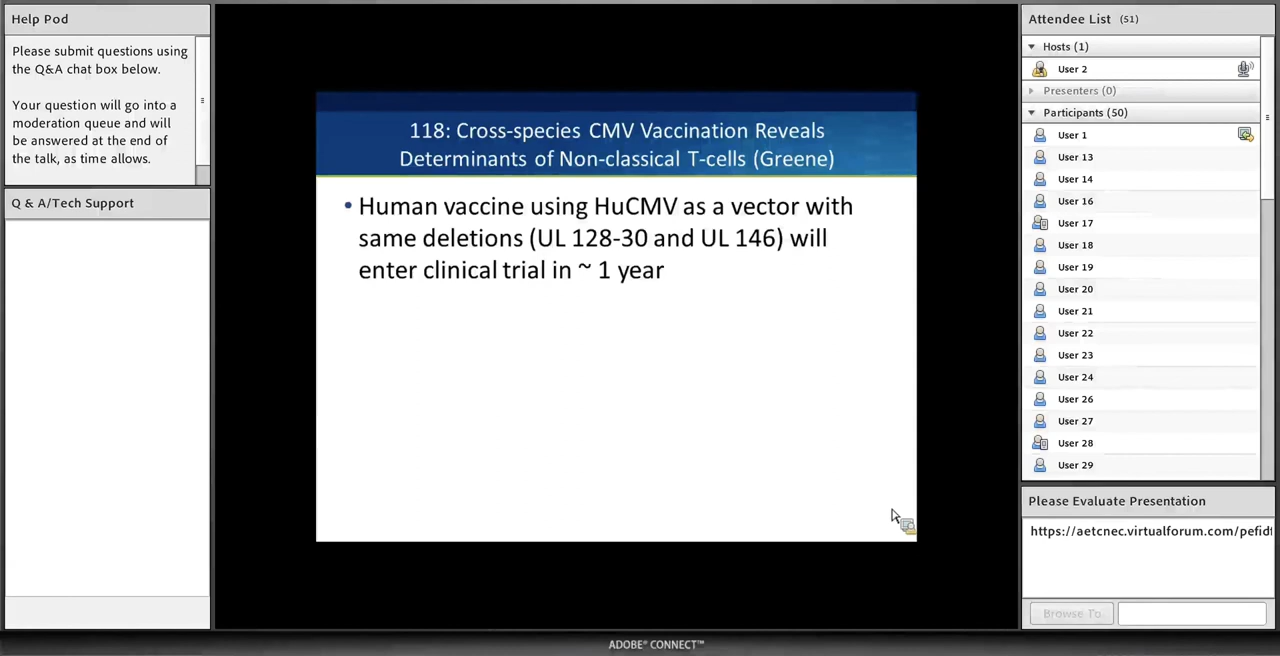 Help Pod
Please submit questions using
the Q&A chat box below.
Your question will go into a
moderation queue and will
be answered at the end of
the talk, as time allows.
Q & A/Tech Support
118: Cross-species CMV Vaccination Reveals
Determinants of Non-classical T-cells (Greene)
• Human vaccine using HuCMV as a vector with
same deletions (UL 128-30 and UL 146) will
enter clinical trial in ~ 1 year
Attendee List (51)
Hosts (1)
User 2
Presenters (0)
Participants (50)
User 1
User 13
User 14
User 16
User 17
User 18
User 19
User 20
User 21
User 22
User 23
User 24
User 26
User 27
User 28
User 29
Please Evaluate Presentation
https://aetcnec.virtualforum.com/pefidt
Browse To
ADOBE® CONNECT™